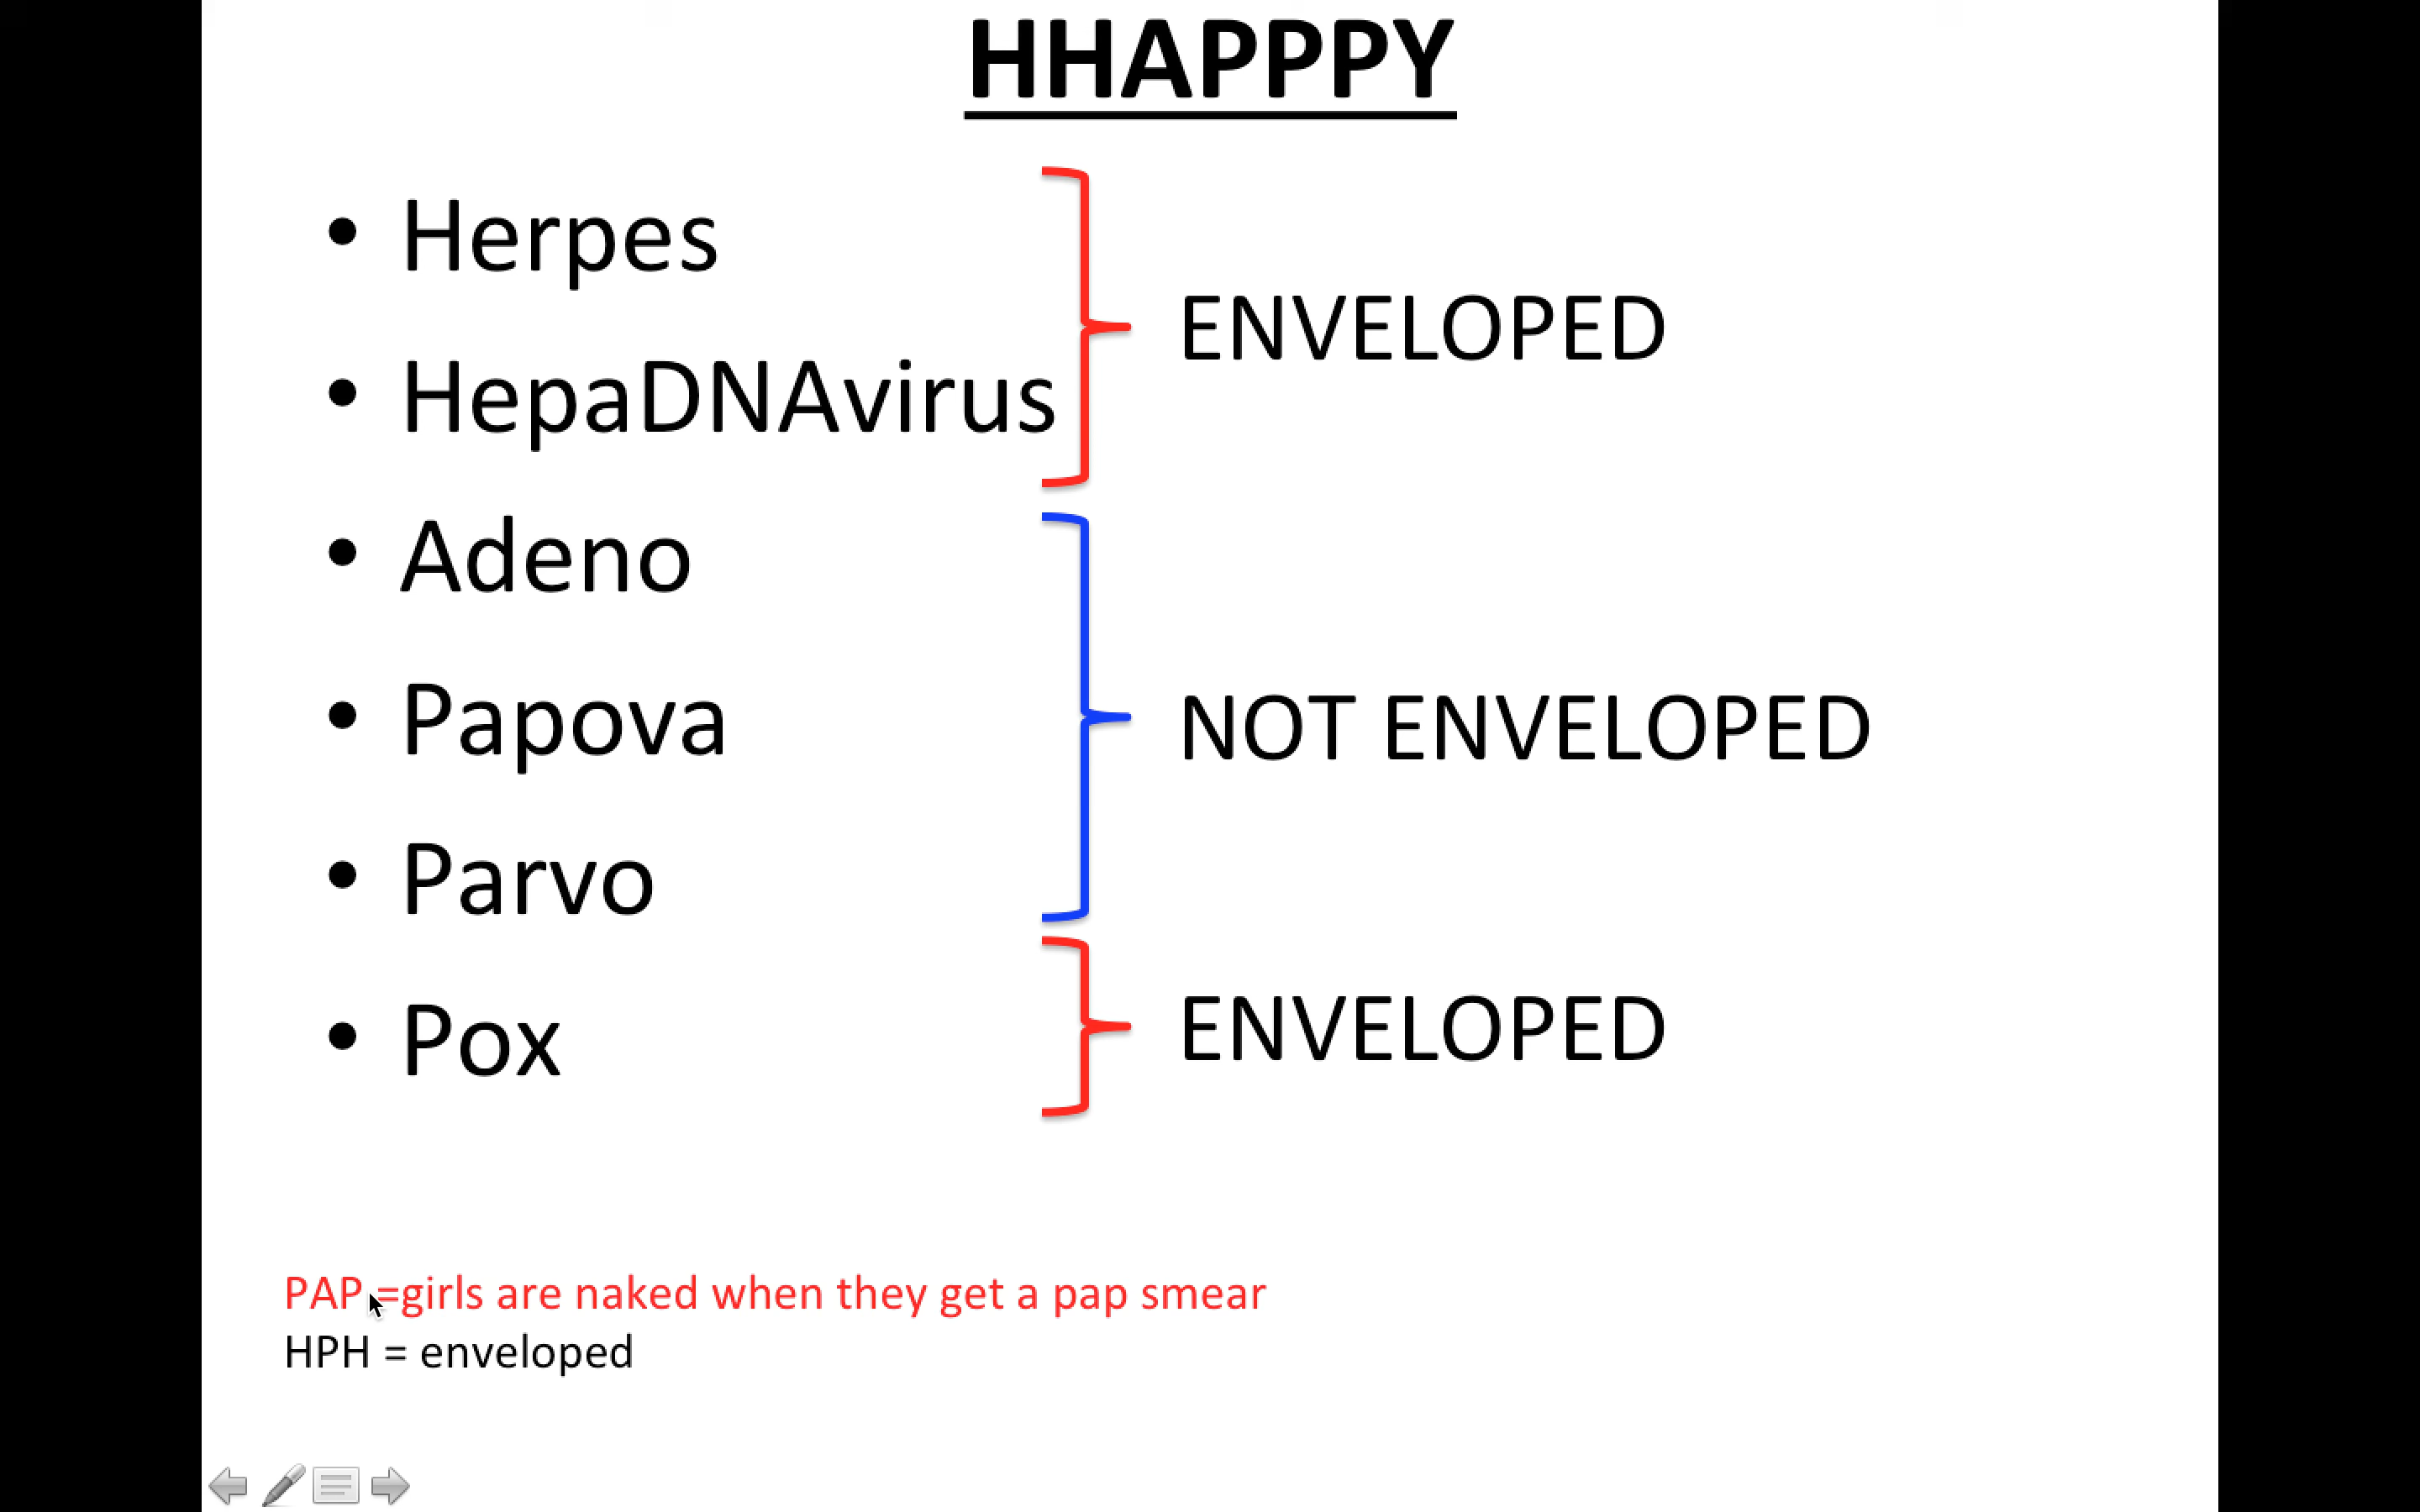 HHAPPPY
• Herpes
• HepaDNAvirus
ENVELOPED
• Adeno
• Papova
• Parvo
NOT ENVELOPED
• Pox
ENVELOPED
PAP =girls are naked when they get a pap smear
HPH = enveloped